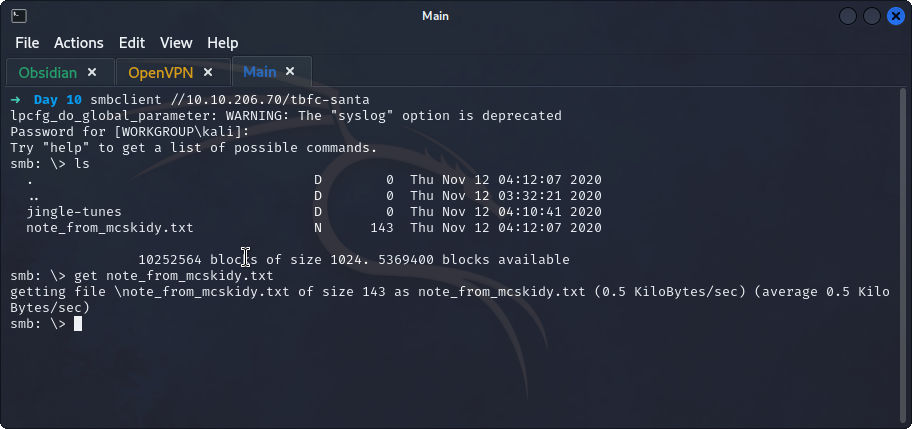 Main
File Actions Edit View Help
Obsidian × OpenVPN × Main ×
→ Day 10 smbclient //10.10.206.70/tbfc-santa
lpcfg_do_global_parameter: WARNING: The "syslog" option is deprecated
Password for [WORKGROUP\kali]:
Try "help" to get a list of possible commands.
smb: \> ls
. D 0 Thu Nov 12 04:12:07 2020
.. D 0 Thu Nov 12 03:32:21 2020
jingle-tunes D 0 Thu Nov 12 04:10:41 2020
note_from_mcskidy.txt N 143 Thu Nov 12 04:12:07 2020
10252564 blocks of size 1024. 5369400 blocks available
smb: \> get note_from_mcskidy.txt
getting file \note_from_mcskidy.txt of size 143 as note_from_mcskidy.txt (0.5 KiloBytes/sec) (average 0.5 Kilo
Bytes/sec)
smb: \>